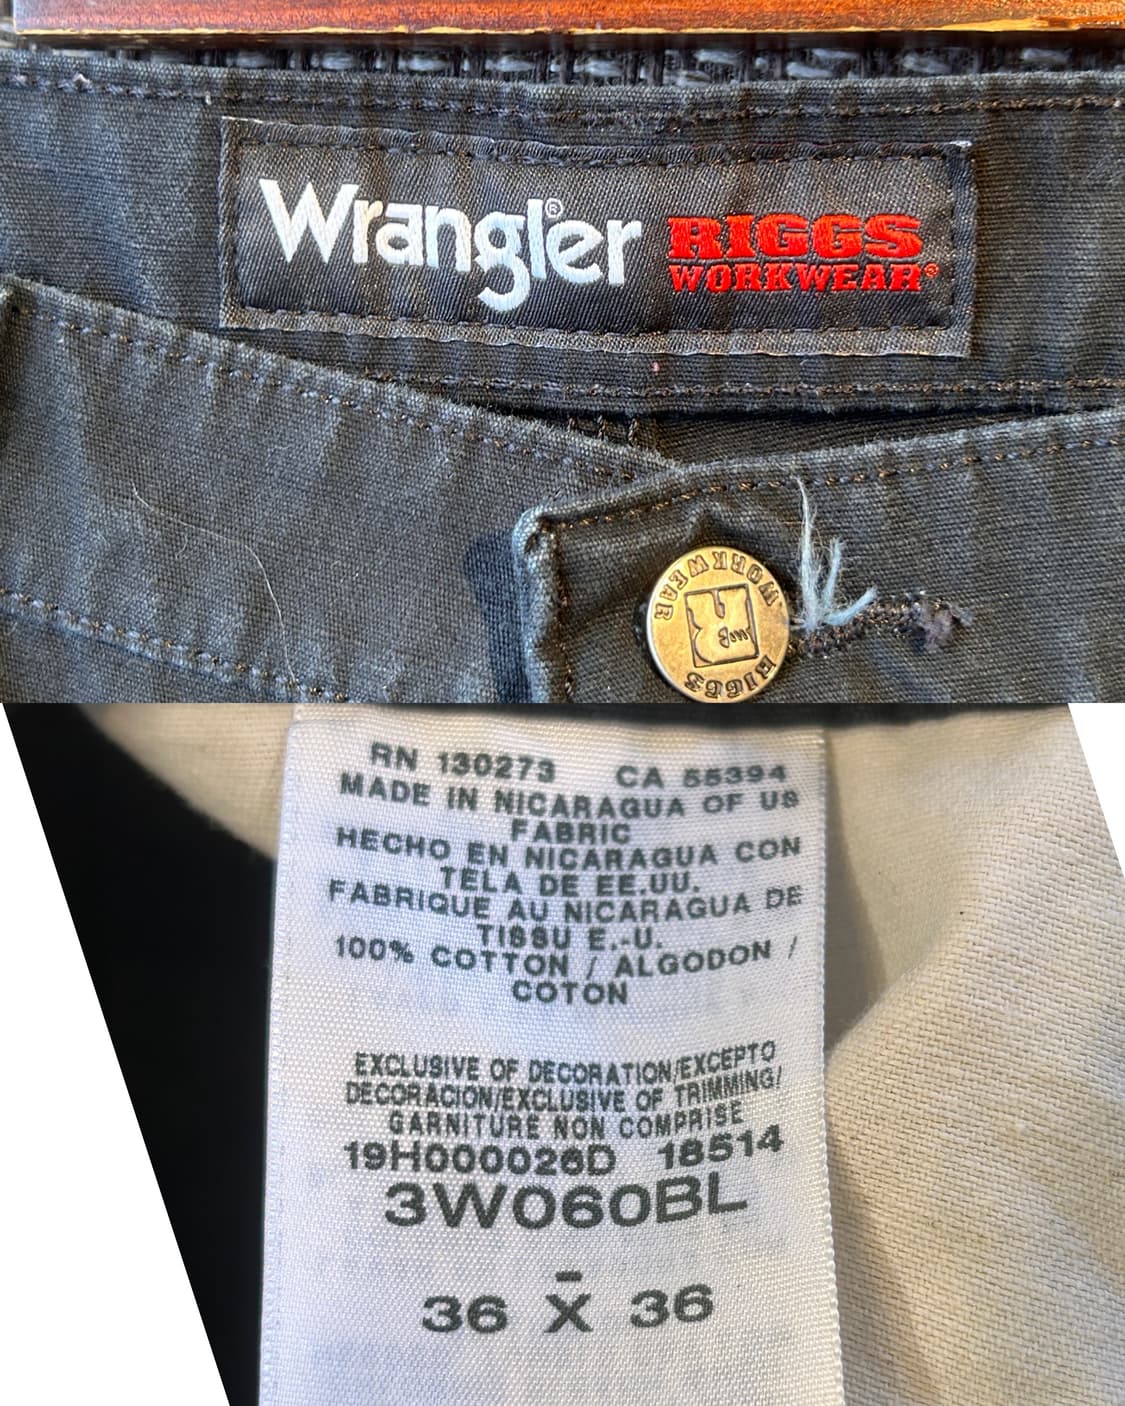 Wrangler® RIGGS
WORKWEAR®
WORKWEAR
RIGGS
R
RN 130273 CA 55394
MADE IN NICARAGUA OF US
FABRIC
HECHO EN NICARAGUA CON
TELA DE EE.UU.
FABRIQUE AU NICARAGUA DE
TISSU E.-U.
100% COTTON / ALGODON /
COTON
EXCLUSIVE OF DECORATION/EXCEPTO
DECORACION/EXCLUSIVE OF TRIMMING/
GARNITURE NON COMPRISE
19H000026D 18514
3W060BL
-
36 X 36